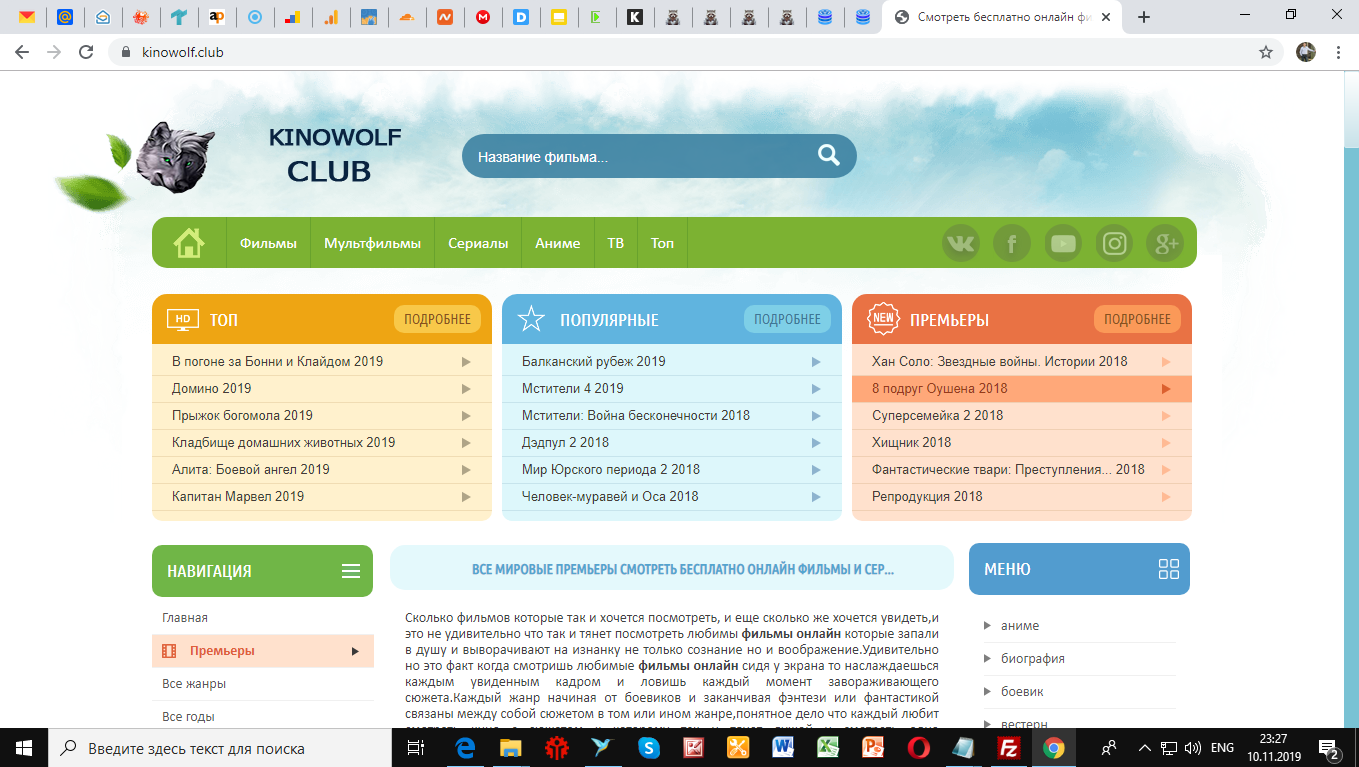 Смотреть бесплатно онлайн фи
kinowolf.club
KINOWOLF
CLUB
Название фильма...
Фильмы Мультфильмы Сериалы Аниме ТВ Топ
HD ТОП ПОДРОБНЕЕ
В погоне за Бонни и Клайдом 2019
Домино 2019
Прыжок богомола 2019
Кладбище домашних животных 2019
Алита: Боевой ангел 2019
Капитан Марвел 2019
ПОПУЛЯРНЫЕ ПОДРОБНЕЕ
Балканский рубеж 2019
Мстители 4 2019
Мстители: Война бесконечности 2018
Дэдпул 2 2018
Мир Юрского периода 2 2018
Человек-муравей и Оса 2018
NEW ПРЕМЬЕРЫ ПОДРОБНЕЕ
Хан Соло: Звездные войны. Истории 2018
8 подруг Оушена 2018
Суперсемейка 2 2018
Хищник 2018
Фантастические твари: Преступления... 2018
Репродукция 2018
НАВИГАЦИЯ
Главная
Премьеры
Все жанры
Все годы
ВСЕ МИРОВЫЕ ПРЕМЬЕРЫ СМОТРЕТЬ БЕСПЛАТНО ОНЛАЙН ФИЛЬМЫ И СЕР...
Сколько фильмов которые так и хочется посмотреть, и еще сколько же хочется увидеть,и
это не удивительно что так и тянет посмотреть любимы фильмы онлайн которые запали
в душу и выворачивают на изнанку не только сознание но и воображение.Удивительно
но это факт когда смотришь любимые фильмы онлайн сидя у экрана то наслаждаешься
каждым увиденным кадром и ловишь каждый момент завораживающего
сюжета.Каждый жанр начиная от боевиков и заканчивая фэнтези или фантастикой
связаны между собой сюжетом в том или ином жанре,понятное дело что каждый любит
МЕНЮ
аниме
биография
боевик
вестерн
Введите здесь текст для поиска
ENG
23:27
10.11.2019
2